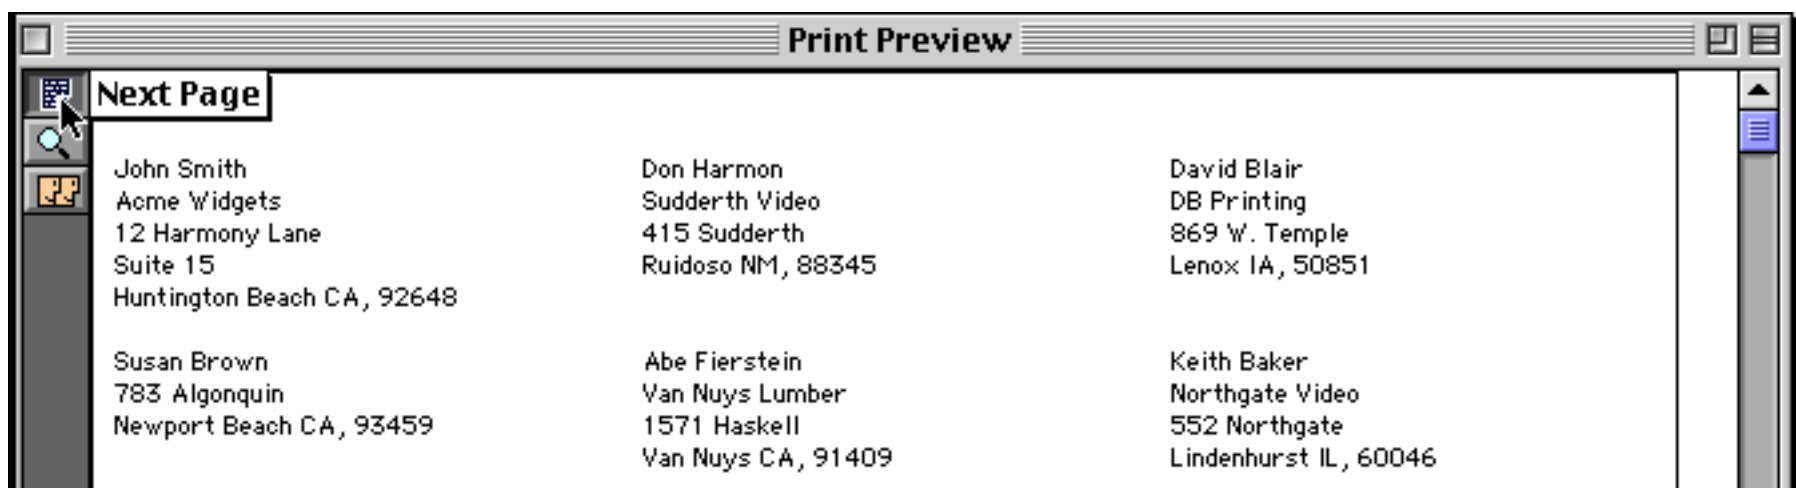 Print Preview
Next Page
John Smith
Acme Widgets
12 Harmony Lane
Suite 15
Huntington Beach CA, 92648
Don Harmon
Sudderth Video
415 Sudderth
Ruidoso NM, 88345
David Blair
DB Printing
869 W. Temple
Lenox IA, 50851
Susan Brown
783 Algonquin
Newport Beach CA, 93459
Abe Fierstein
Van Nuys Lumber
1571 Haskell
Van Nuys CA, 91409
Keith Baker
Northgate Video
552 Northgate
Lindenhurst IL, 60046